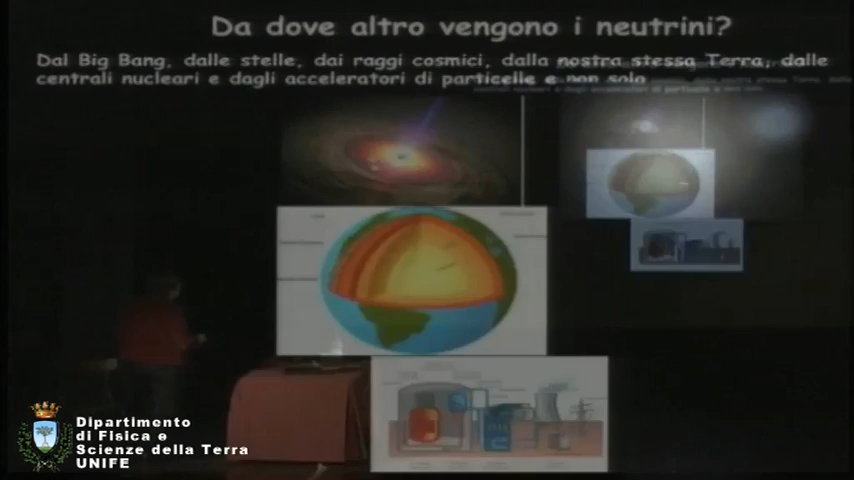 Da dove altro vengono i neutrini?
Dal Big Bang, dalle stelle, dai raggi cosmici, dalla nostra stessa Terra, dalle
centrali nucleari e dagli acceleratori di particelle e non solo
Dipartimento
di Fisica e
Scienze della Terra
UNIFE